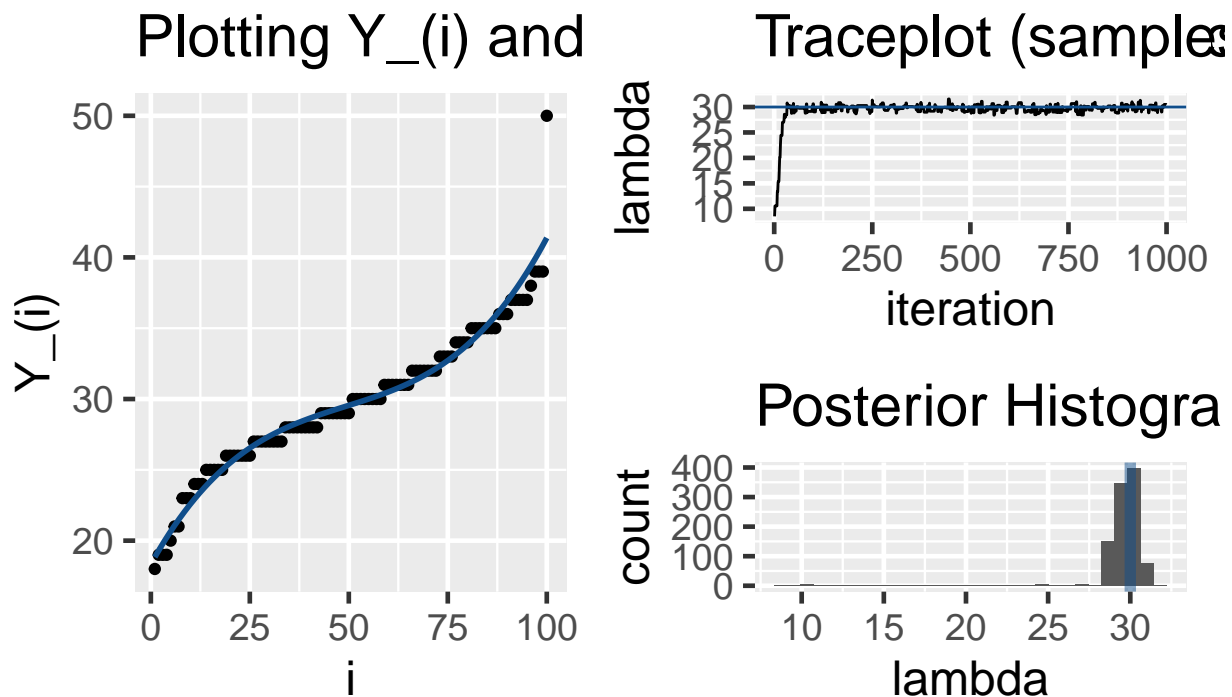 Plotting Y_(i) and
50
40
30
20
Y_(i)
0 25 50 75 100
i
Traceplot (samples
30
25
20
15
10
lambda
0 250 500 750 1000
iteration
Posterior Histogra
400
300
200
100
0
count
10 15 20 25 30
lambda